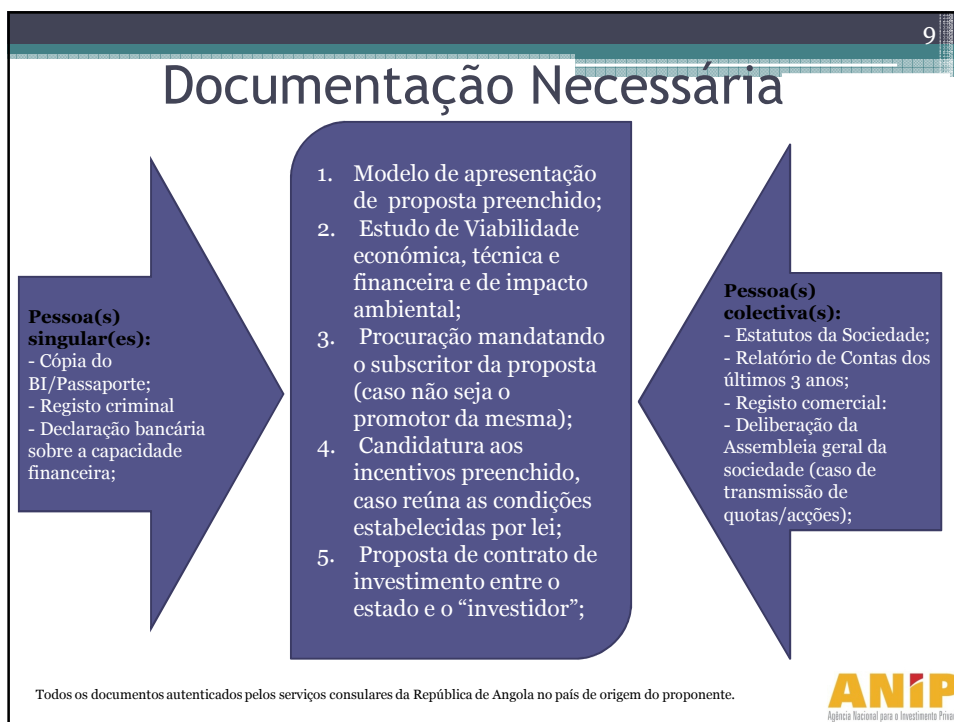 9
Documentação Necessária
Pessoa(s)
singular(es):
- Cópia do
BI/Passaporte;
- Registo criminal
- Declaração bancária
sobre a capacidade
financeira;
1. Modelo de apresentação
de proposta preenchido;
2. Estudo de Viabilidade
económica, técnica e
financeira e de impacto
ambiental;
3. Procuração mandatando
o subscritor da proposta
(caso não seja o
promotor da mesma);
4. Candidatura aos
incentivos preenchido,
caso reúna as condições
estabelecidas por lei;
5. Proposta de contrato de
investimento entre o
estado e o “investidor”;
Pessoa(s)
colectiva(s):
- Estatutos da Sociedade;
- Relatório de Contas dos
últimos 3 anos;
- Registo comercial:
- Deliberação da
Assembleia geral da
sociedade (caso de
transmissão de
quotas/acções);
Todos os documentos autenticados pelos serviços consulares da República de Angola no país de origem do proponente.
ANIP
Agência Nacional para o Investimento